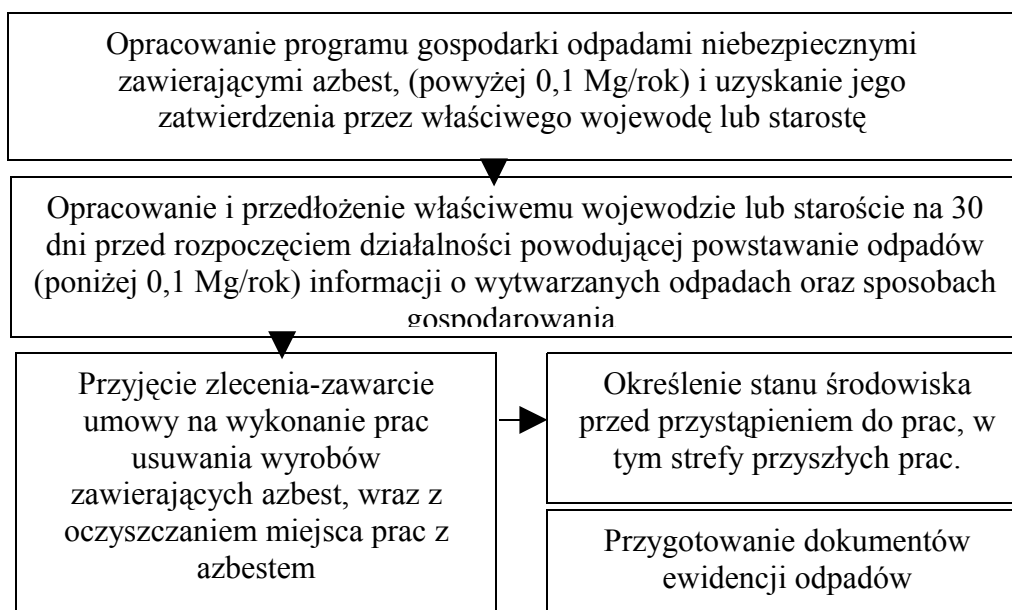 Opracowanie programu gospodarki odpadami niebezpiecznymi
zawierającymi azbest, (powyżej 0,1 Mg/rok) i uzyskanie jego
zatwierdzenia przez właściwego wojewodę lub starostę
Opracowanie i przedłożenie właściwemu wojewodzie lub staroście na 30
dni przed rozpoczęciem działalności powodującej powstawanie odpadów
(poniżej 0,1 Mg/rok) informacji o wytwarzanych odpadach oraz sposobach
gospodarowania
Przyjęcie zlecenia-zawarcie
umowy na wykonanie prac
usuwania wyrobów
zawierających azbest, wraz z
oczyszczaniem miejsca prac z
azbestem
Określenie stanu środowiska
przed przystąpieniem do prac, w
tym strefy przyszłych prac.
Przygotowanie dokumentów
ewidencji odpadów